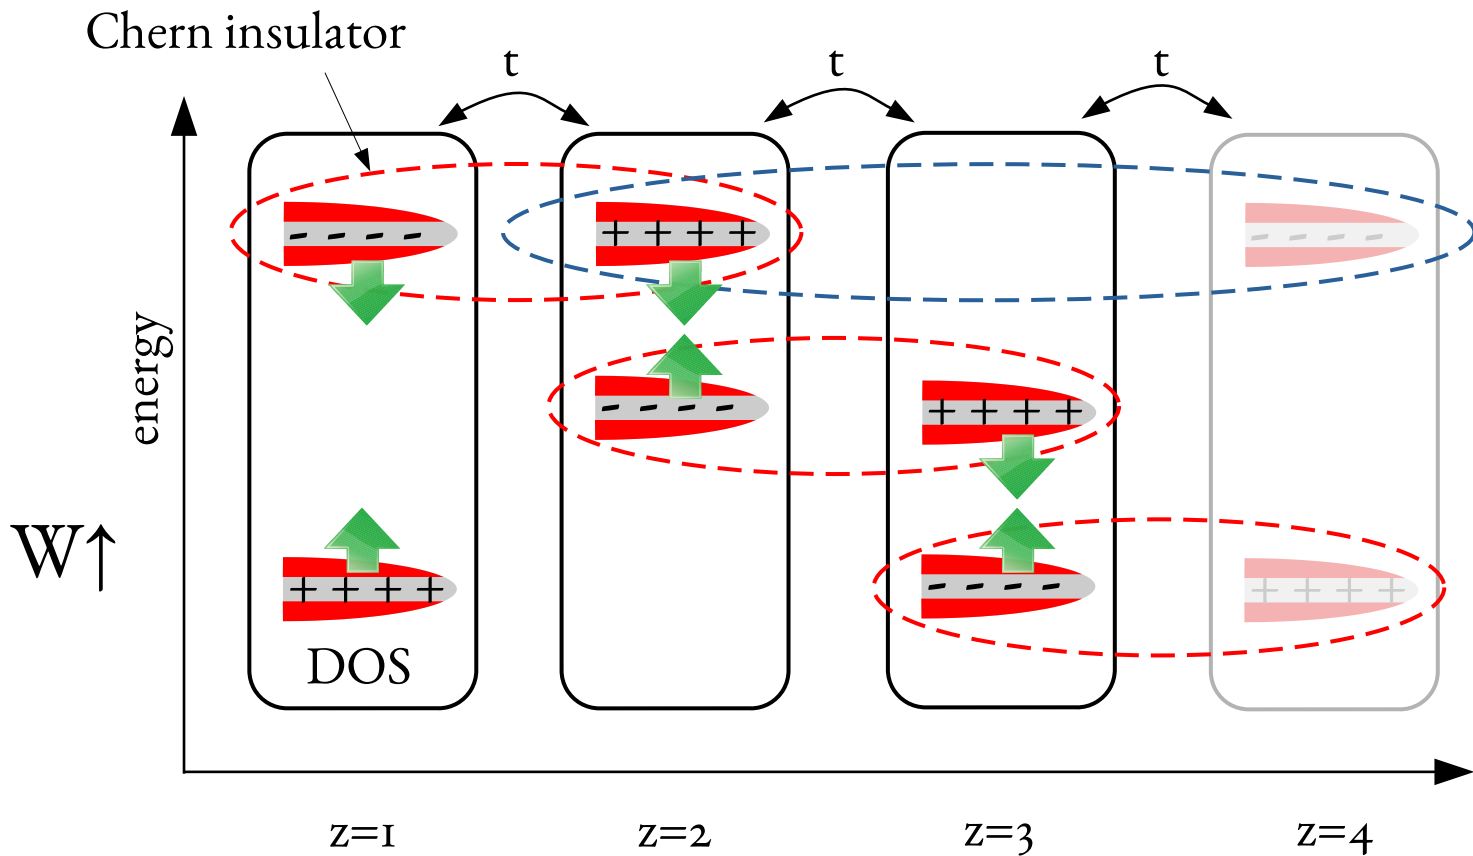 Chern insulator
t
t
t
energy
W↑
- - - -
+ + + +
- - - -
- - - -
+ + + +
+ + + +
- - - -
+ + + +
DOS
z=1
z=2
z=3
z=4